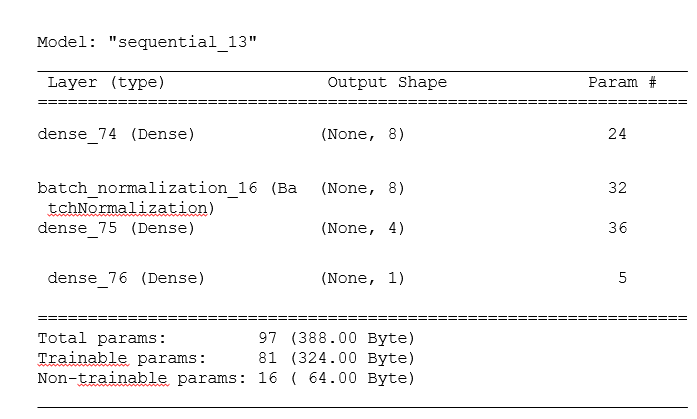 Model: "sequential_13"
Layer (type) Output Shape Param #
=================================================================
dense_74 (Dense) (None, 8) 24
batch_normalization_16 (Ba (None, 8) 32
tchNormalization)
dense_75 (Dense) (None, 4) 36
dense_76 (Dense) (None, 1) 5
=================================================================
Total params: 97 (388.00 Byte)
Trainable params: 81 (324.00 Byte)
Non-trainable params: 16 ( 64.00 Byte)